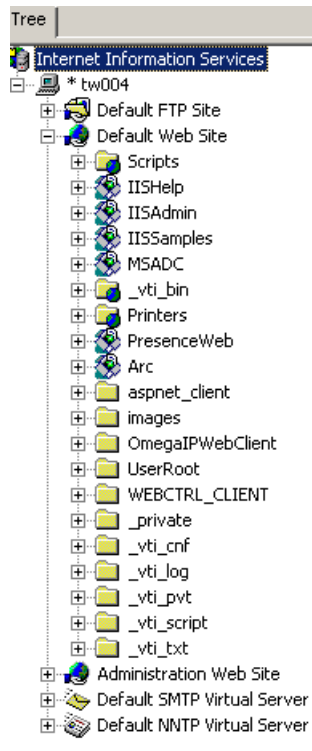 Tree
Internet Information Services
* tw004
Default FTP Site
Default Web Site
Scripts
IISHelp
IISAdmin
IISSamples
MSADC
_vti_bin
Printers
PresenceWeb
Arc
aspnet_client
images
OmegaIPWebClient
UserRoot
WEBCTRL_CLIENT
_private
_vti_cnf
_vti_log
_vti_pvt
_vti_script
_vti_txt
Administration Web Site
Default SMTP Virtual Server
Default NNTP Virtual Server